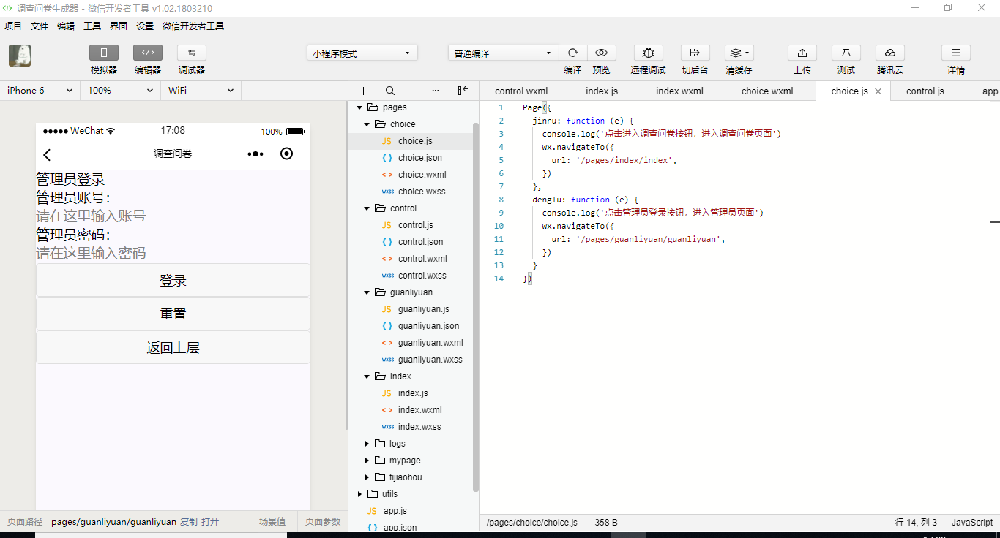 调查问卷生成器 - 微信开发者工具 v1.02.1803210
项目 文件 编辑 工具 界面 设置 微信开发者工具
模拟器 编辑器 调试器
小程序模式
普通编译
编译 预览 远程调试 切后台 清缓存
上传 测试 腾讯云 详情
iPhone 6 100% WiFi
control.wxml index.js index.wxml choice.wxml choice.js control.js app.
WeChat 17:08 100%
调查问卷
管理员登录
管理员账号:
请在这里输入账号
管理员密码:
请在这里输入密码
登录
重置
返回上层
页面路径 pages/guanliyuan/guanliyuan 复制 打开 场景值 页面参数
pages
choice
JS choice.js
{ } choice.json
< > choice.wxml
wxss choice.wxss
control
JS control.js
{ } control.json
< > control.wxml
wxss control.wxss
guanliyuan
JS guanliyuan.js
{ } guanliyuan.json
< > guanliyuan.wxml
wxss guanliyuan.wxss
index
JS index.js
< > index.wxml
wxss index.wxss
logs
mypage
tijiaohou
utils
JS app.js
{ } app.json
1 Page({
2 jinru: function (e) {
3 console.log('点击进入调查问卷按钮，进入调查问卷页面')
4 wx.navigateTo({
5 url: '/pages/index/index',
6 })
7 },
8 denglu: function (e) {
9 console.log('点击管理员登录按钮，进入管理员页面')
10 wx.navigateTo({
11 url: '/pages/guanliyuan/guanliyuan',
12 })
13 }
14 })
/pages/choice/choice.js 358 B 行 14, 列 3 JavaScript